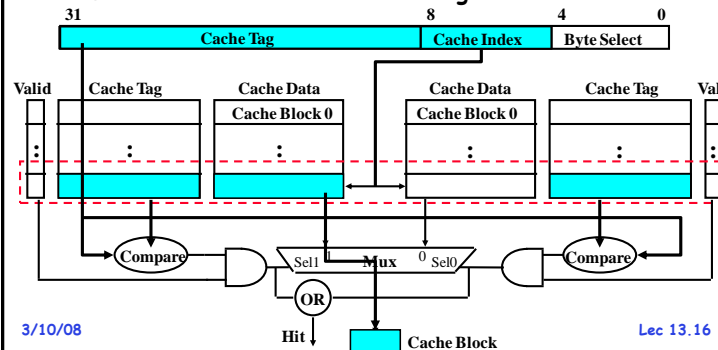 31 8 4 0
Cache Tag Cache Index Byte Select
Valid Cache Tag Cache Data Cache Data Cache Tag Val
Cache Block 0 Cache Block 0
: : : : : :
Compare Sel1 1 Mux 0 Sel0 Compare
OR
3/10/08 Hit Cache Block Lec 13.16